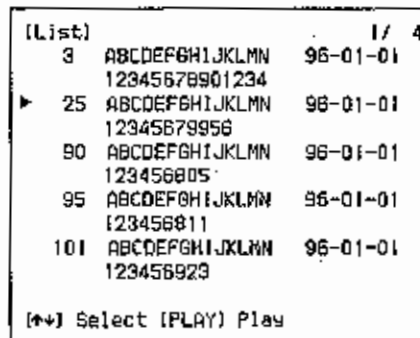 [List] 1/ 4
3 ABCDEFGHIJKLMN 96-01-01
12345678901234
► 25 ABCDEFGHIJKLMN 96-01-01
12345679956
90 ABCDEFGHIJKLMN 96-01-01
123456805
95 ABCDEFGHIJKLMN 96-01-01
123456811
101 ABCDEFGHIJKLMN 96-01-01
123456923
[↑↓] Select [PLAY] Play